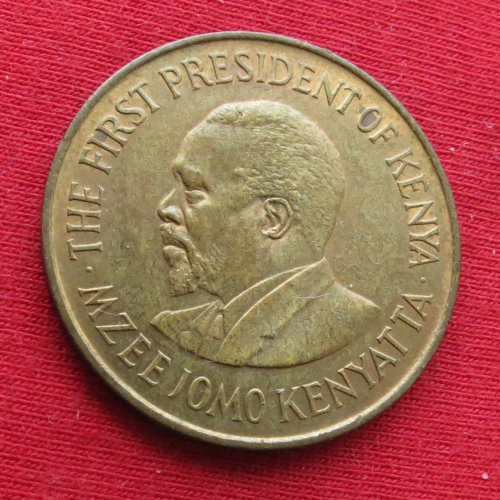 · THE FIRST PRESIDENT OF KENYA ·
MZEE JOMO KENYATTA